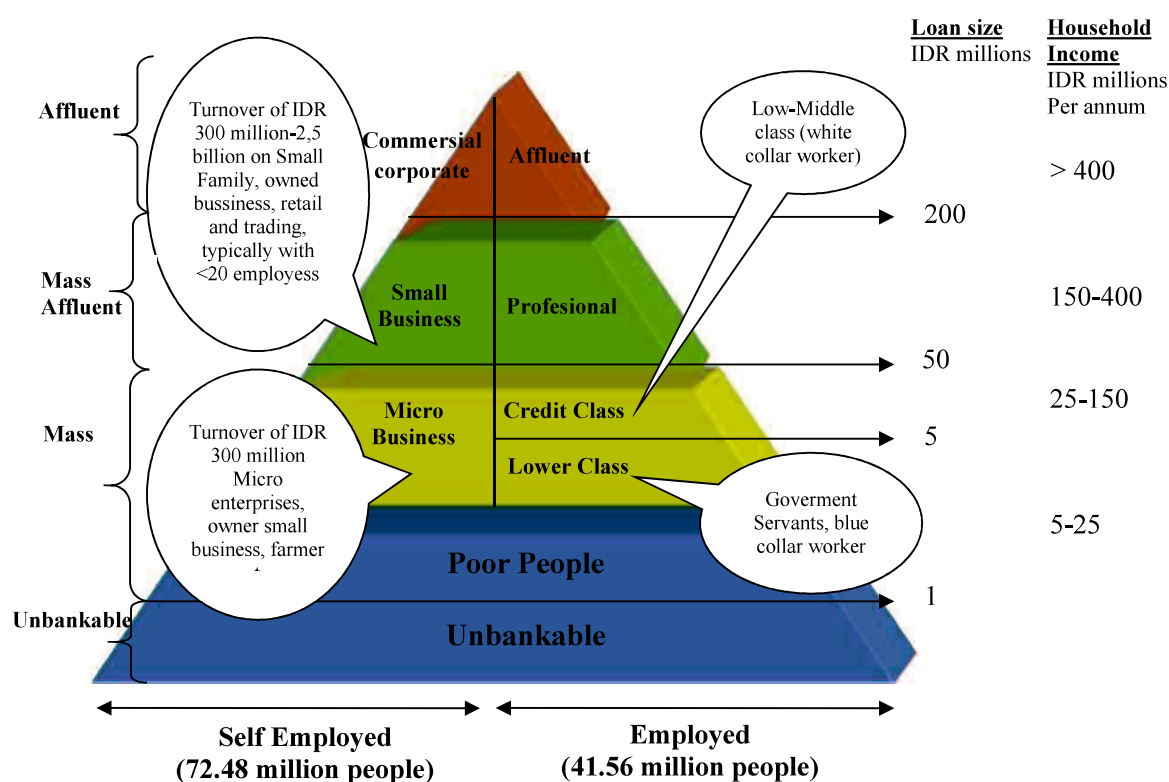 Loan size
IDR millions
Household
Income
IDR millions
Per annum
Affluent
Mass
Affluent
Mass
Unbankable
Turnover of IDR
300 million-2,5
billion on Small
Family, owned
bussiness, retail
and trading,
typically with
<20 employess
Turnover of IDR
300 million
Micro
enterprises,
owner small
business, farmer
Commersial
corporate
Affluent
Small
Business
Profesional
Micro
Business
Credit Class
Lower Class
Poor People
Unbankable
Low-Middle
class (white
collar worker)
Goverment
Servants, blue
collar worker
200
50
5
1
> 400
150-400
25-150
5-25
Self Employed
(72.48 million people)
Employed
(41.56 million people)